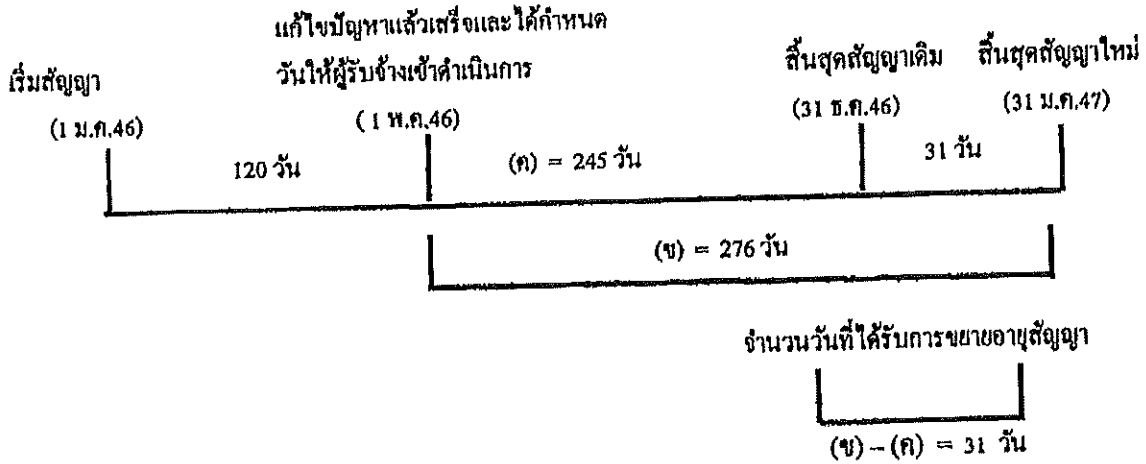 แก้ไขปัญหาแล้วเสร็จและได้กำหนด
วันให้ผู้รับจ้างเข้าดำเนินการ
เริ่มสัญญา
สิ้นสุดสัญญาเดิม สิ้นสุดสัญญาใหม่
(1 ม.ค.46) (1 พ.ค.46) (31 ธ.ค.46) (31 ม.ค.47)
120 วัน (ค) = 245 วัน 31 วัน
(ข) = 276 วัน
จำนวนวันที่ได้รับการขยายอายุสัญญา
(ข) – (ค) = 31 วัน